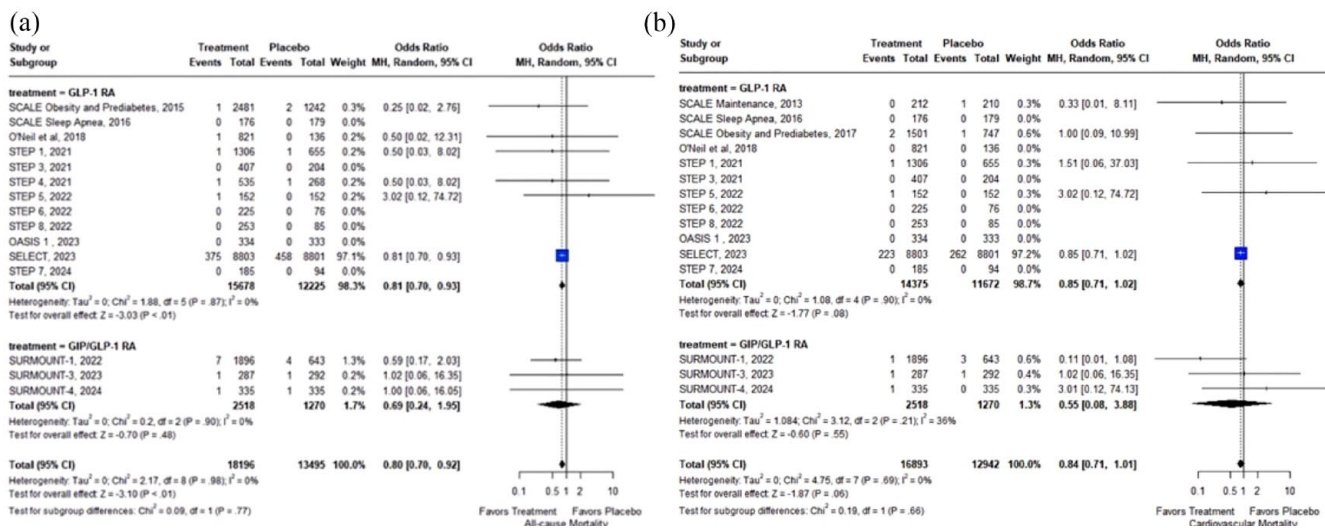 (a)
Study or Treatment Placebo Odds Ratio Odds Ratio
Subgroup Events Total Events Total Weight MH, Random, 95% CI MH, Random, 95% CI
treatment = GLP-1 RA
SCALE Obesity and Prediabetes, 2015 1 2481 2 1242 0.3% 0.25 [0.02, 2.76]
SCALE Sleep Apnea, 2016 0 176 0 179 0.0%
O'Neil et al, 2018 1 821 0 136 0.2% 0.50 [0.02, 12.31]
STEP 1, 2021 1 1306 1 655 0.2% 0.50 [0.03, 8.02]
STEP 3, 2021 0 407 0 204 0.0%
STEP 4, 2021 1 535 1 268 0.2% 0.50 [0.03, 8.02]
STEP 5, 2022 1 152 0 152 0.2% 3.02 [0.12, 74.72]
STEP 6, 2022 0 225 0 76 0.0%
STEP 8, 2022 0 253 0 85 0.0%
OASIS 1 , 2023 0 334 0 333 0.0%
SELECT, 2023 375 8803 458 8801 97.1% 0.81 [0.70, 0.93]
STEP 7, 2024 0 185 0 94 0.0%
Total (95% CI) 15678 12225 98.3% 0.81 [0.70, 0.93]
Heterogeneity: Tau² = 0; Chi² = 1.88, df = 5 (P = .87); I² = 0%
Test for overall effect: Z = -3.03 (P < .01)
treatment = GIP/GLP-1 RA
SURMOUNT-1, 2022 7 1896 4 643 1.3% 0.59 [0.17, 2.03]
SURMOUNT-3, 2023 1 287 1 292 0.2% 1.02 [0.06, 16.35]
SURMOUNT-4, 2024 1 335 1 335 0.2% 1.00 [0.06, 16.05]
Total (95% CI) 2518 1270 1.7% 0.69 [0.24, 1.95]
Heterogeneity: Tau² = 0; Chi² = 0.2, df = 2 (P = .90); I² = 0%
Test for overall effect: Z = -0.70 (P = .48)
Total (95% CI) 18196 13495 100.0% 0.80 [0.70, 0.92]
Heterogeneity: Tau² = 0; Chi² = 2.17, df = 8 (P = .98); I² = 0%
Test for overall effect: Z = -3.10 (P < .01)
Test for subgroup differences: Chi² = 0.09, df = 1 (P = .77)
0.1 0.5 1 2 10
Favors Treatment Favors Placebo
All-cause Mortality
(b)
Study or Treatment Placebo Odds Ratio Odds Ratio
Subgroup Events Total Events Total Weight MH, Random, 95% CI MH, Random, 95% CI
treatment = GLP-1 RA
SCALE Maintenance, 2013 0 212 1 210 0.3% 0.33 [0.01, 8.11]
SCALE Sleep Apnea, 2016 0 176 0 179 0.0%
SCALE Obesity and Prediabetes, 2017 2 1501 1 747 0.6% 1.00 [0.09, 10.99]
O'Neil et al, 2018 0 821 0 136 0.0%
STEP 1, 2021 1 1306 0 655 0.3% 1.51 [0.06, 37.03]
STEP 3, 2021 0 407 0 204 0.0%
STEP 5, 2022 1 152 0 152 0.3% 3.02 [0.12, 74.72]
STEP 6, 2022 0 225 0 76 0.0%
STEP 8, 2022 0 253 0 85 0.0%
OASIS 1 , 2023 0 334 0 333 0.0%
SELECT, 2023 223 8803 262 8801 97.2% 0.85 [0.71, 1.02]
STEP 7, 2024 0 185 0 94 0.0%
Total (95% CI) 14375 11672 98.7% 0.85 [0.71, 1.02]
Heterogeneity: Tau² = 0; Chi² = 1.08, df = 4 (P = .90); I² = 0%
Test for overall effect: Z = -1.77 (P = .08)
treatment = GIP/GLP-1 RA
SURMOUNT-1, 2022 1 1896 3 643 0.6% 0.11 [0.01, 1.08]
SURMOUNT-3, 2023 1 287 1 292 0.4% 1.02 [0.06, 16.35]
SURMOUNT-4, 2024 1 335 0 335 0.3% 3.01 [0.12, 74.13]
Total (95% CI) 2518 1270 1.3% 0.55 [0.08, 3.88]
Heterogeneity: Tau² = 1.084; Chi² = 3.12, df = 2 (P = .21); I² = 36%
Test for overall effect: Z = -0.60 (P = .55)
Total (95% CI) 16893 12942 100.0% 0.84 [0.71, 1.01]
Heterogeneity: Tau² = 0; Chi² = 4.75, df = 7 (P = .69); I² = 0%
Test for overall effect: Z = -1.87 (P = .06)
Test for subgroup differences: Chi² = 0.19, df = 1 (P = .66)
0.1 0.5 1 2 10
Favors Treatment Favors Placebo
Cardiovascular Mortality